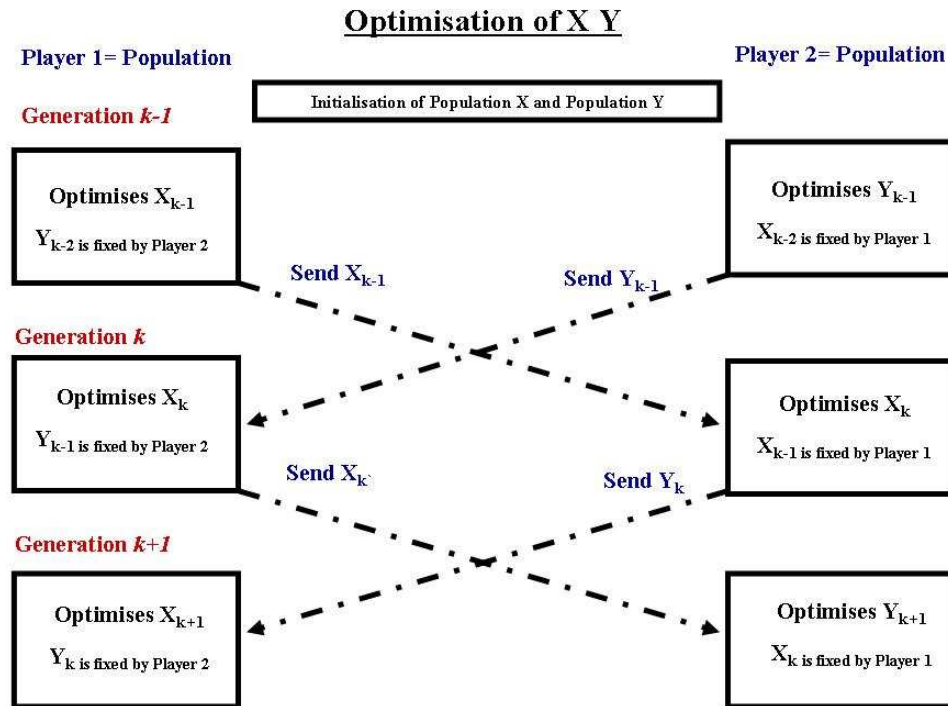 Optimisation of X Y
Player 1= Population
Player 2= Population
Initialisation of Population X and Population Y
Generation k-1
Optimises Xk-1
Yk-2 is fixed by Player 2
Optimises Yk-1
Xk-2 is fixed by Player 1
Send Xk-1
Send Yk-1
Generation k
Optimises Xk
Yk-1 is fixed by Player 2
Optimises Xk
Xk-1 is fixed by Player 1
Send Xk`
Send Yk
Generation k+1
Optimises Xk+1
Yk is fixed by Player 2
Optimises Yk+1
Xk is fixed by Player 1